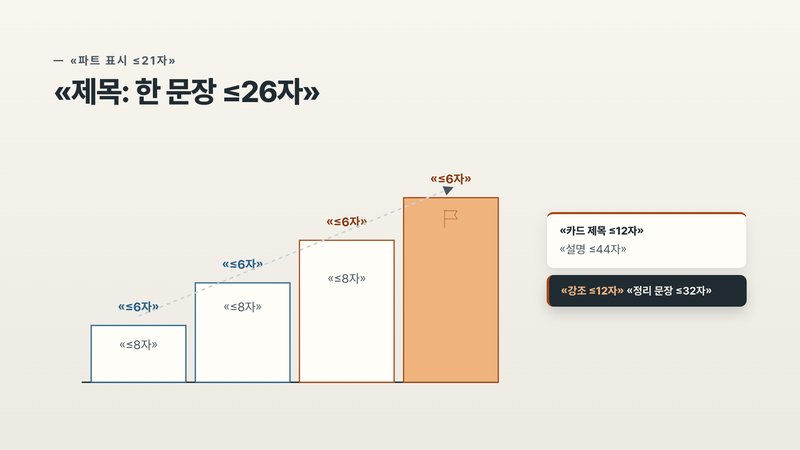 — «파트 표시 ≤21자»
«제목: 한 문장 ≤26자»
«≤6자»
«≤8자»
«≤6자»
«≤8자»
«≤6자»
«≤8자»
«≤6자»
«카드 제목 ≤12자»
«설명 ≤44자»
«강조 ≤12자» «정리 문장 ≤32자»